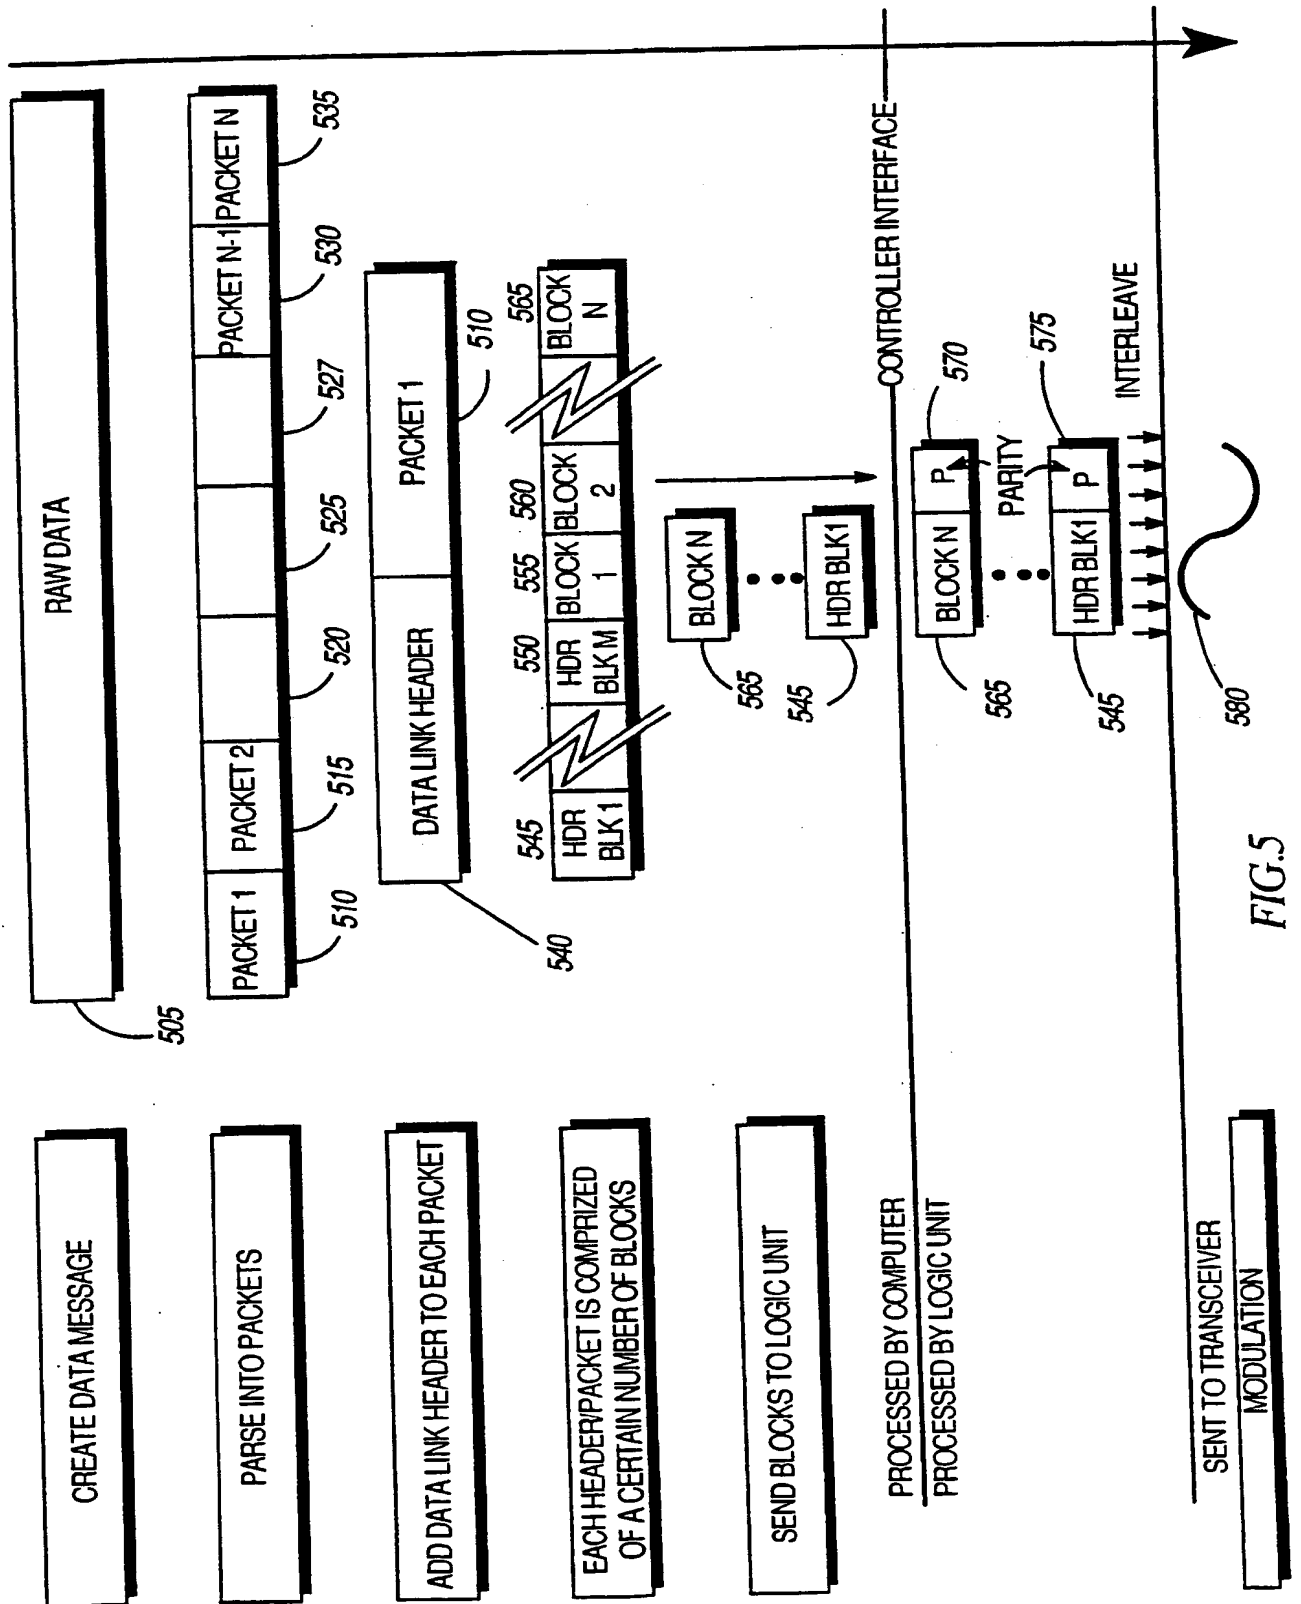 CREATE DATA MESSAGE
RAW DATA
505
PARSE INTO PACKETS
PACKET 1
PACKET 2
PACKET N-1
PACKET N
510
515
520
525
527
530
535
ADD DATA LINK HEADER TO EACH PACKET
DATA LINK HEADER
PACKET 1
540
510
EACH HEADER/PACKET IS COMPRIZED
OF A CERTAIN NUMBER OF BLOCKS
545
550
555
560
565
HDR
BLK 1
HDR
BLK M
BLOCK
1
BLOCK
2
BLOCK
N
SEND BLOCKS TO LOGIC UNIT
BLOCK N
565
HDR BLK1
545
PROCESSED BY COMPUTER
CONTROLLER INTERFACE
PROCESSED BY LOGIC UNIT
BLOCK N
P
565
570
PARITY
HDR BLK1
P
545
575
INTERLEAVE
SENT TO TRANSCEIVER
MODULATION
580
FIG.5